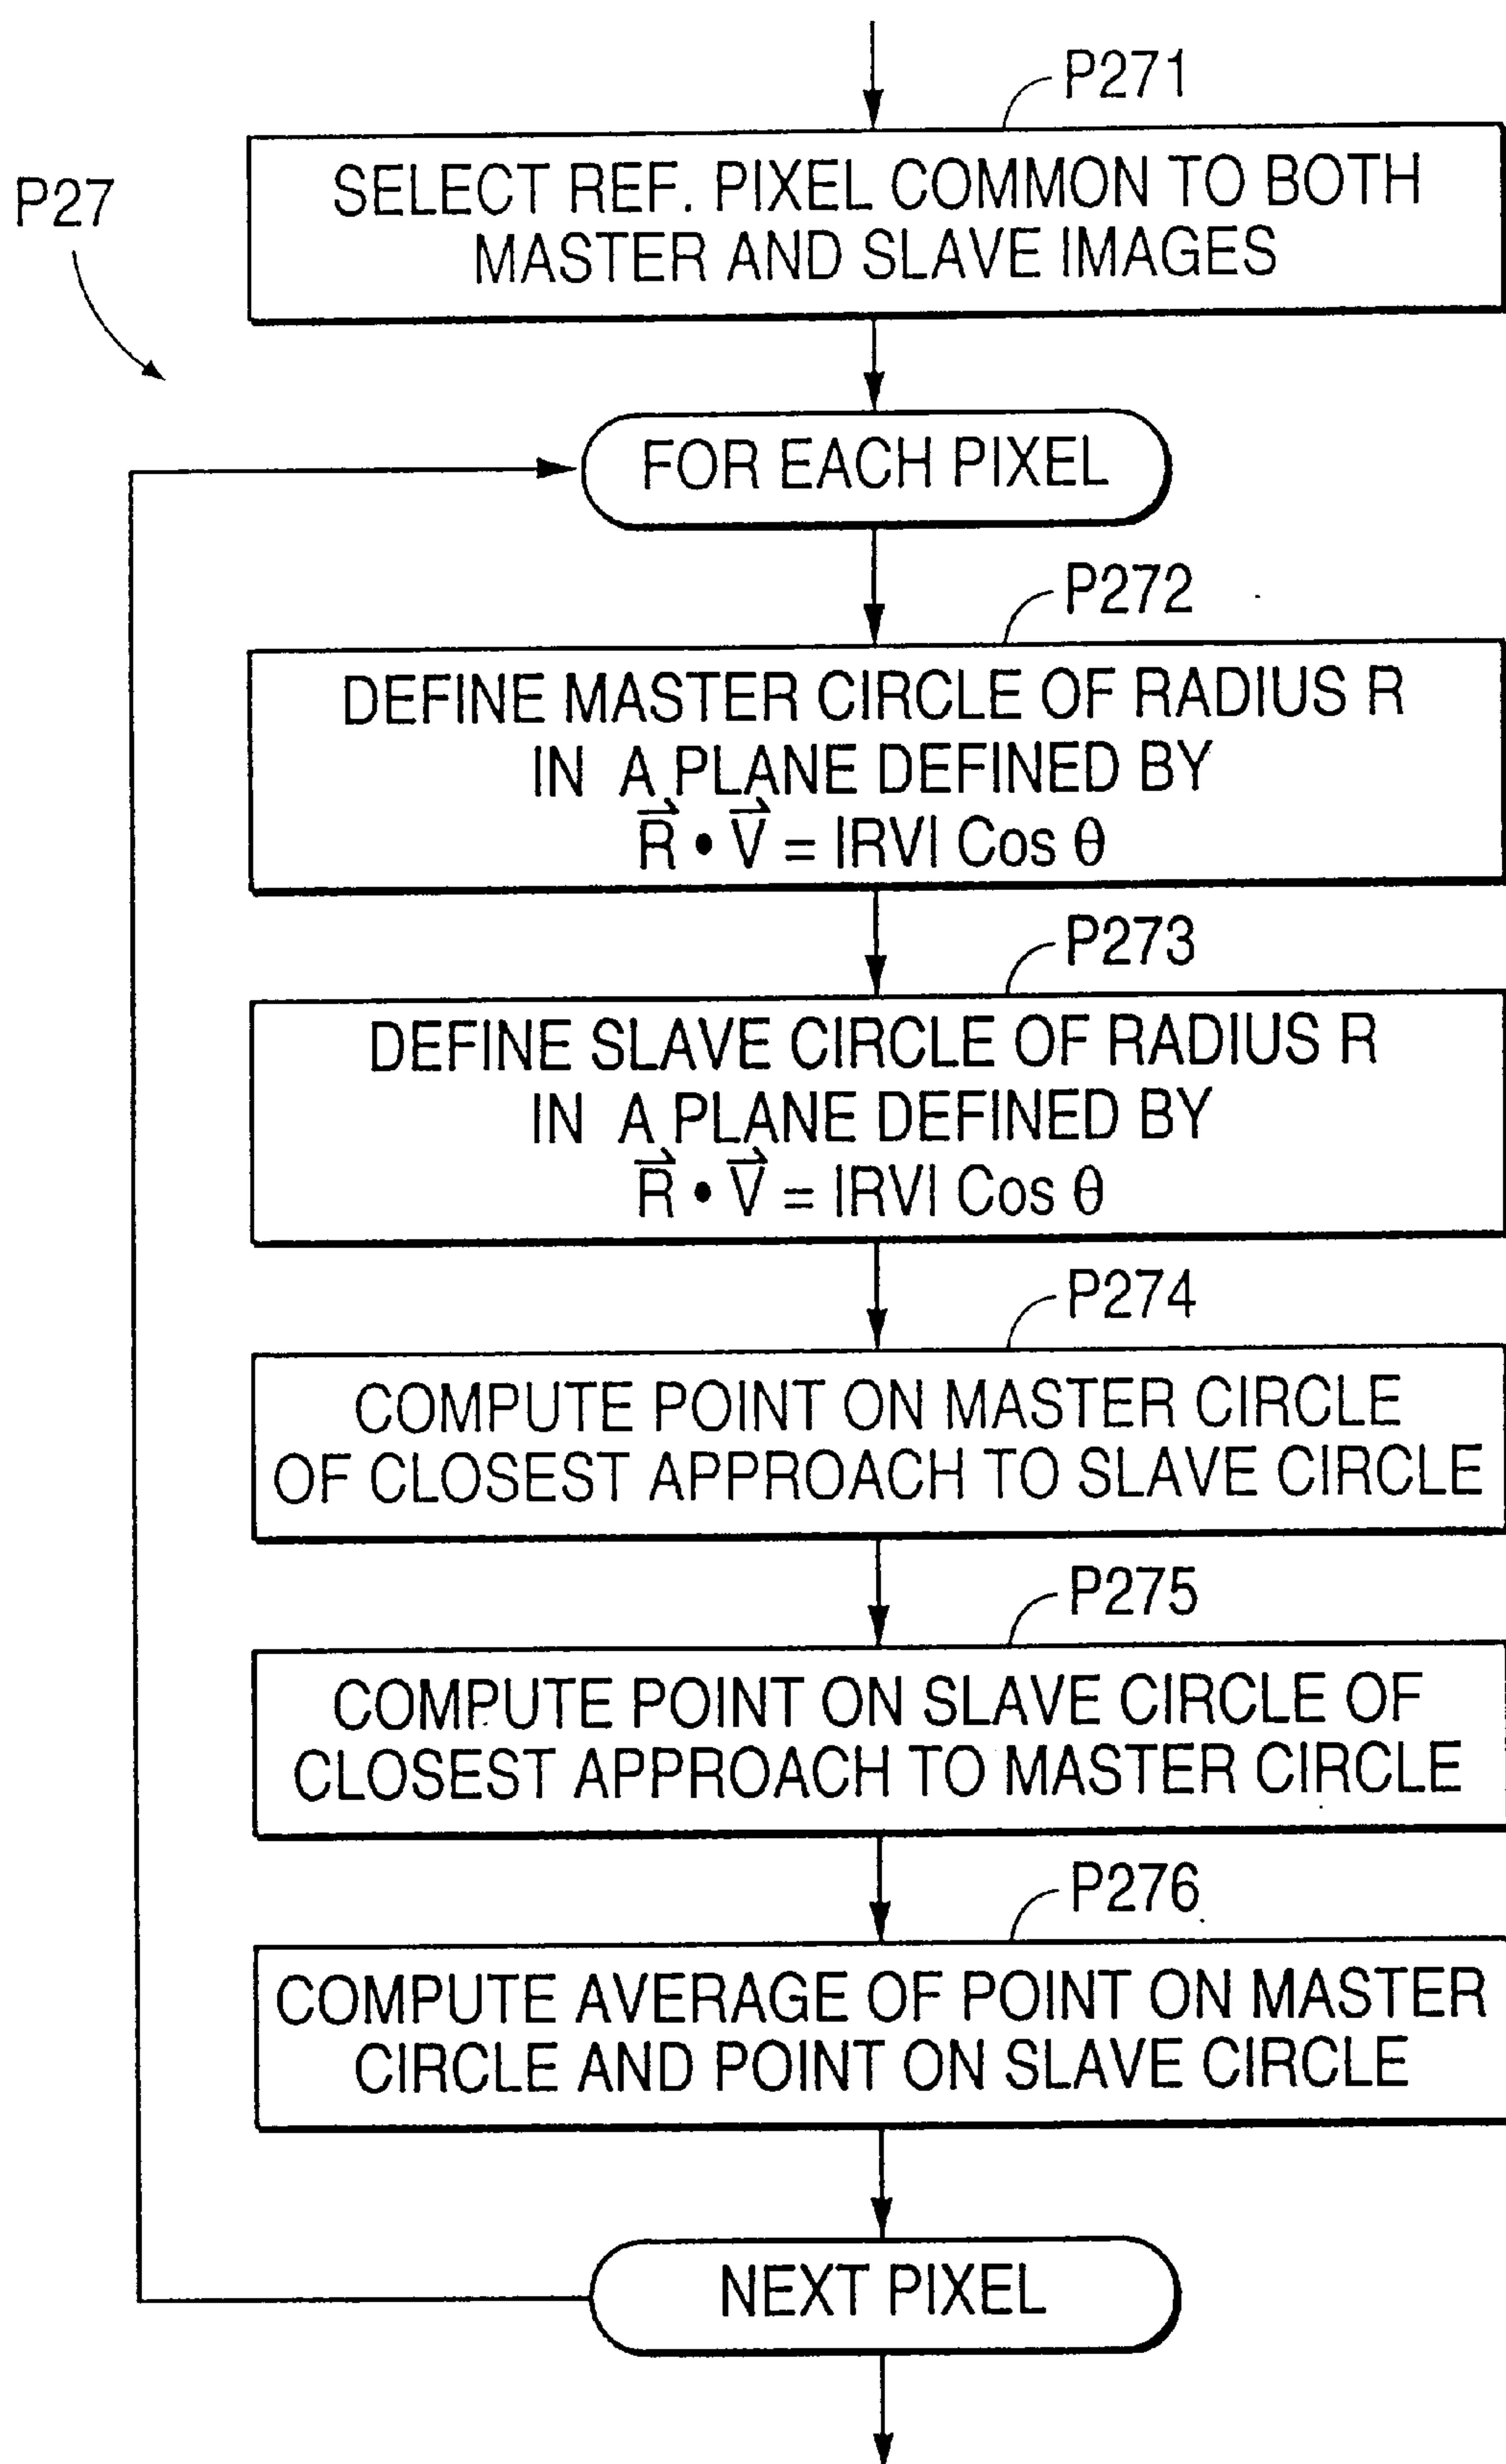 P271
P27
SELECT REF. PIXEL COMMON TO BOTH
MASTER AND SLAVE IMAGES
FOR EACH PIXEL
P272
DEFINE MASTER CIRCLE OF RADIUS R
IN A PLANE DEFINED BY
R⃗ • V⃗ = |RV| Cos θ
P273
DEFINE SLAVE CIRCLE OF RADIUS R
IN A PLANE DEFINED BY
R⃗ • V⃗ = |RV| Cos θ
P274
COMPUTE POINT ON MASTER CIRCLE
OF CLOSEST APPROACH TO SLAVE CIRCLE
P275
COMPUTE POINT ON SLAVE CIRCLE OF
CLOSEST APPROACH TO MASTER CIRCLE
P276
COMPUTE AVERAGE OF POINT ON MASTER
CIRCLE AND POINT ON SLAVE CIRCLE
NEXT PIXEL